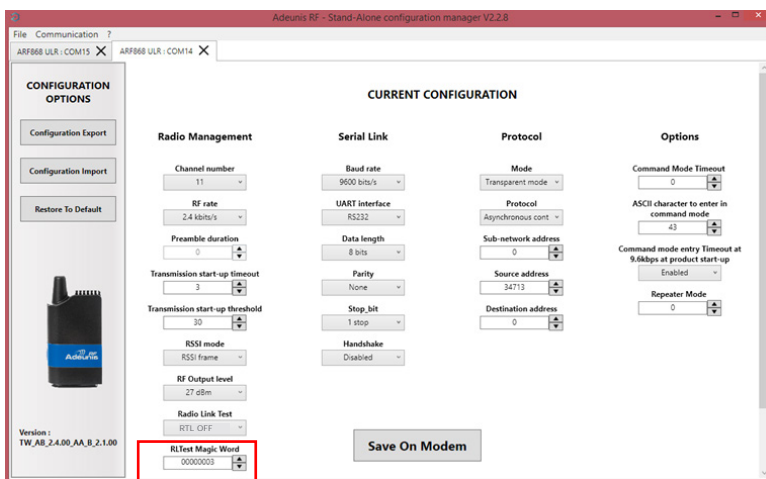 Adeunis RF - Stand-Alone configuration manager V2.2.8
File Communication ?
ARF868 ULR : COM15 X ARF868 ULR : COM14 X
CONFIGURATION
OPTIONS
Configuration Export
Configuration Import
Restore To Default
Adeunis RF
Version :
TW_AB_2.4.00_AA_B_2.1.00
CURRENT CONFIGURATION
Radio Management
Channel number
11
RF rate
2.4 kbits/s
Preamble duration
0
Transmission start-up timeout
3
Transmission start-up threshold
30
RSSI mode
RSSI frame
RF Output level
27 dBm
Radio Link Test
RTL OFF
RLTest Magic Word
00000003
Serial Link
Baud rate
9600 bits/s
UART interface
RS232
Data length
8 bits
Parity
None
Stop_bit
1 stop
Handshake
Disabled
Protocol
Mode
Transparent mode
Protocol
Asynchronous cont
Sub-network address
0
Source address
34713
Destination address
0
Options
Command Mode Timeout
0
ASCII character to enter in
command mode
43
Command mode entry Timeout at
9.6kbps at product start-up
Enabled
Repeater Mode
0
Save On Modem